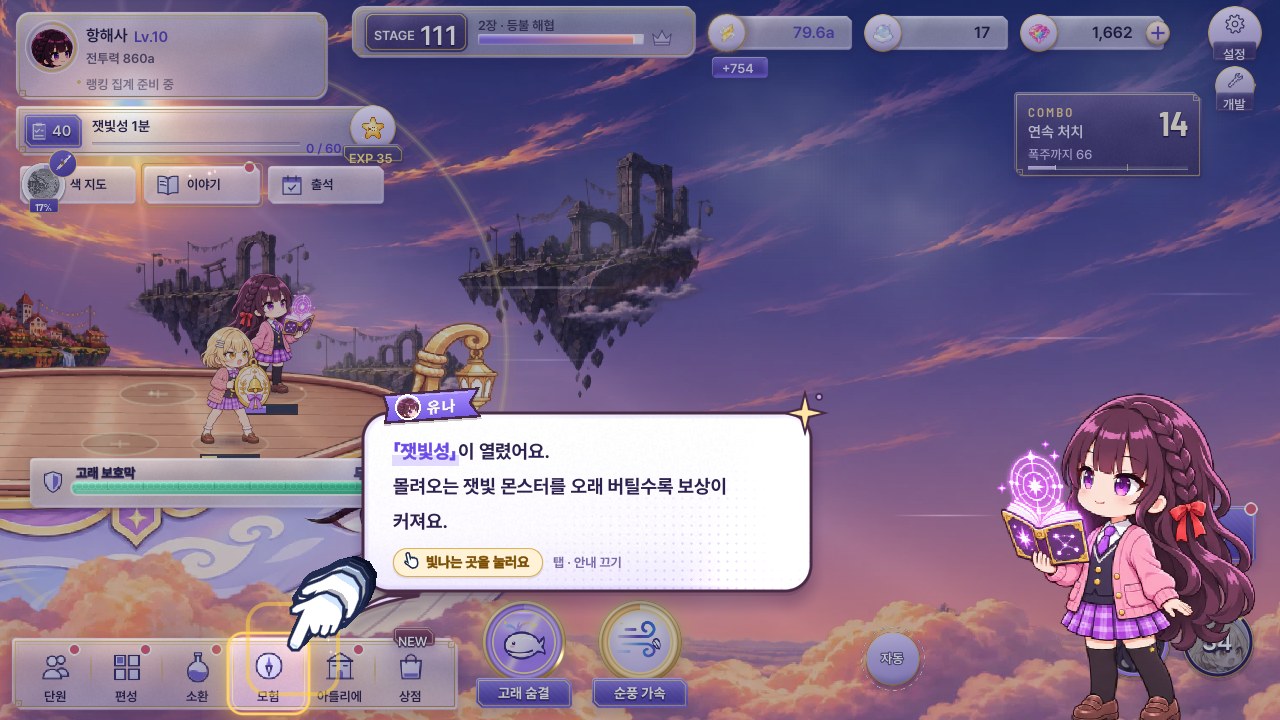 항해사 Lv.10
전투력 860a
랭킹 집계 준비 중
STAGE 111
2장 · 등불 해협
79.6a
+754
17
1,662
설정
개발
40
잿빛성 1분
0 / 60
EXP 35
COMBO
연속 처치
14
폭주까지 66
색 지도
17%
이야기
출석
유나
「잿빛성」이 열렸어요.
몰려오는 잿빛 몬스터를 오래 버틸수록 보상이
커져요.
빛나는 곳을 눌러요
탭 · 안내 끄기
고래 보호막
단원
편성
소환
모험
아틀리에
NEW
상점
고래 숨결
순풍 가속
자동